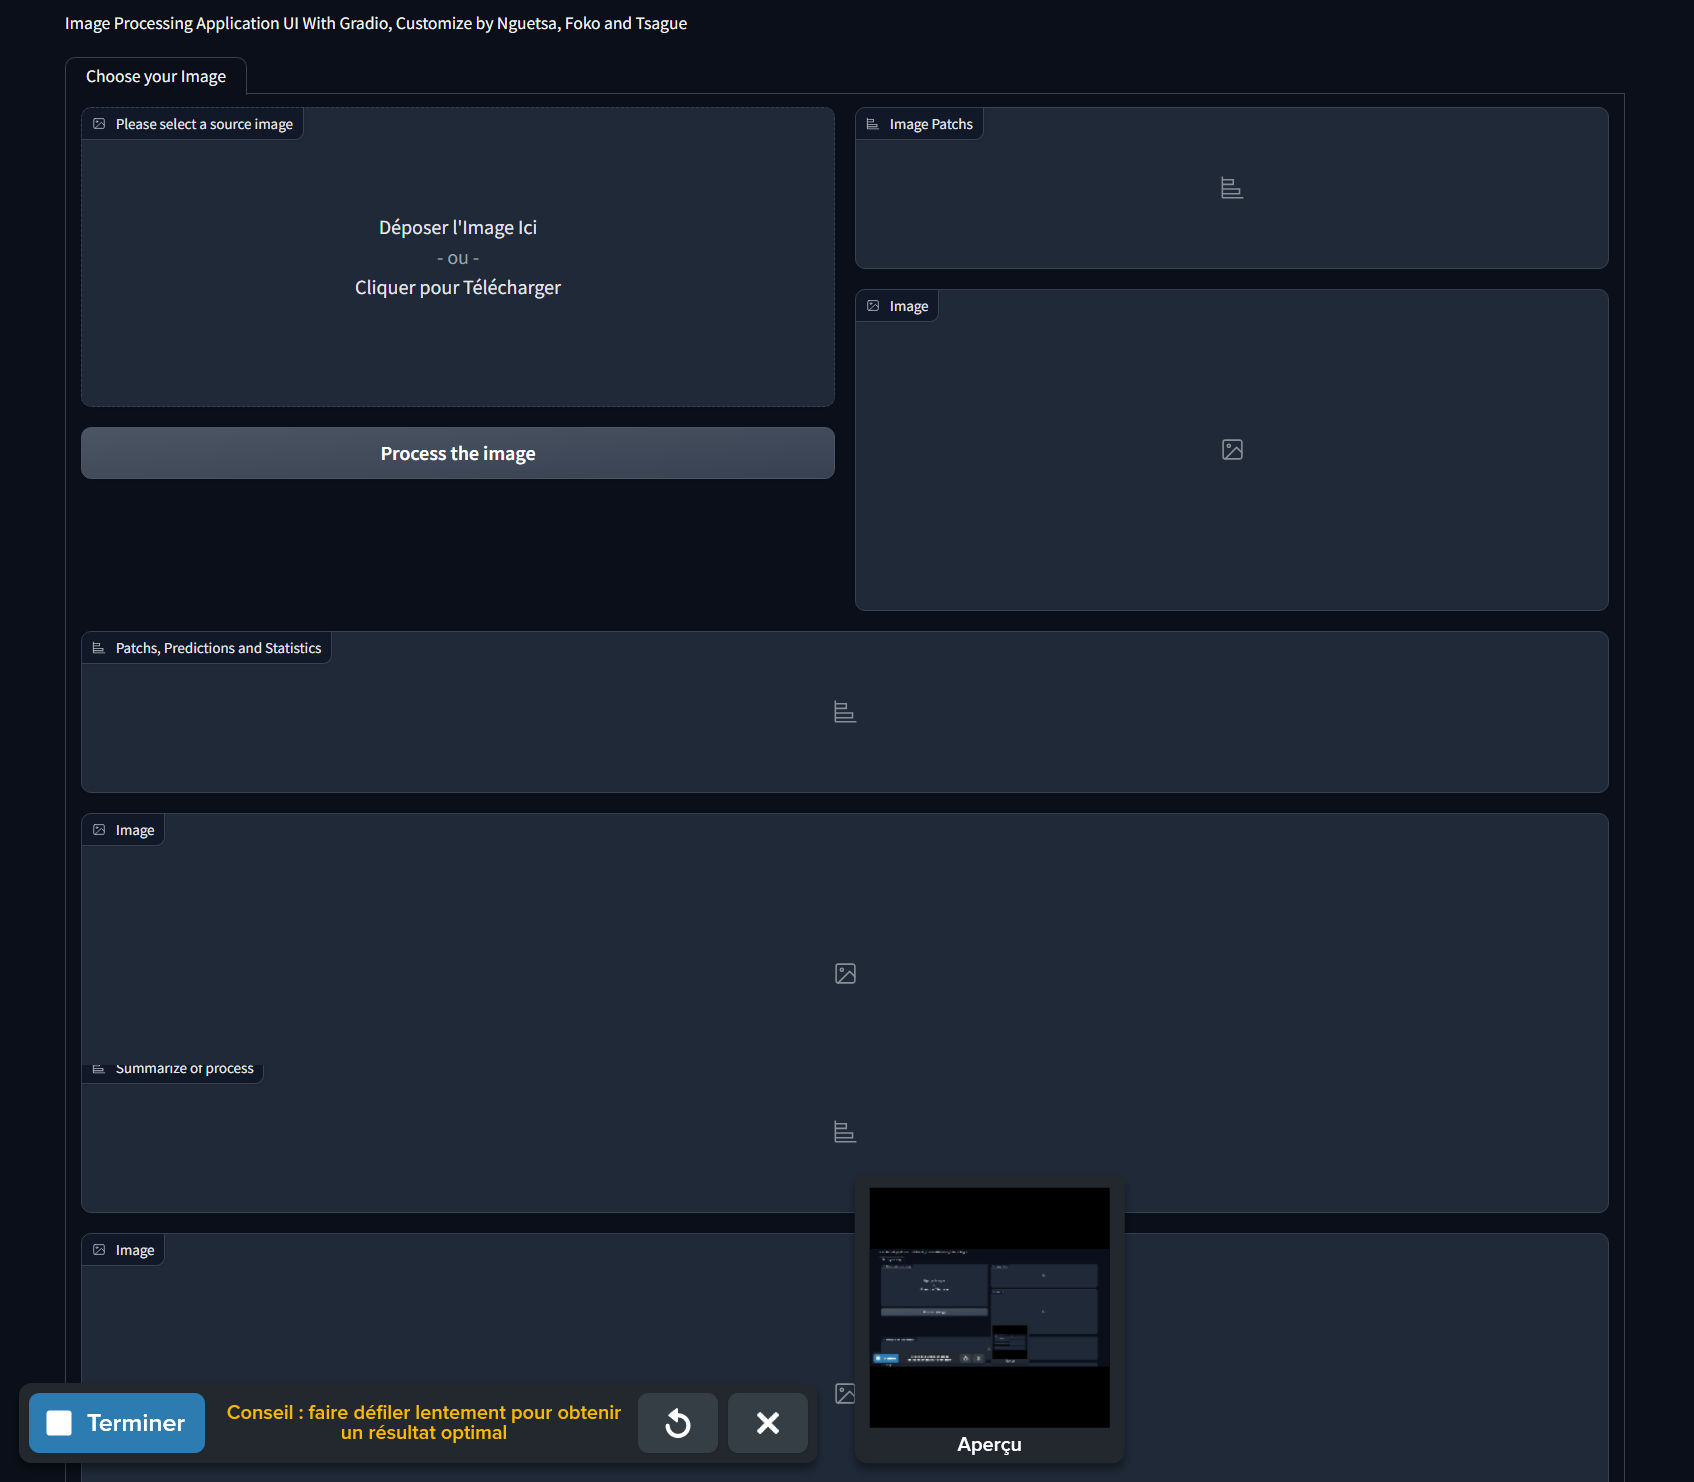 Image Processing Application UI With Gradio, Customize by Nguetsa, Foko and Tsague
Choose your Image
Please select a source image
Déposer l'Image Ici
- ou -
Cliquer pour Télécharger
Process the image
Image Patchs
Image
Patchs, Predictions and Statistics
Image
Summarize of process
Image
Terminer
Conseil : faire défiler lentement pour obtenir
un résultat optimal
Aperçu